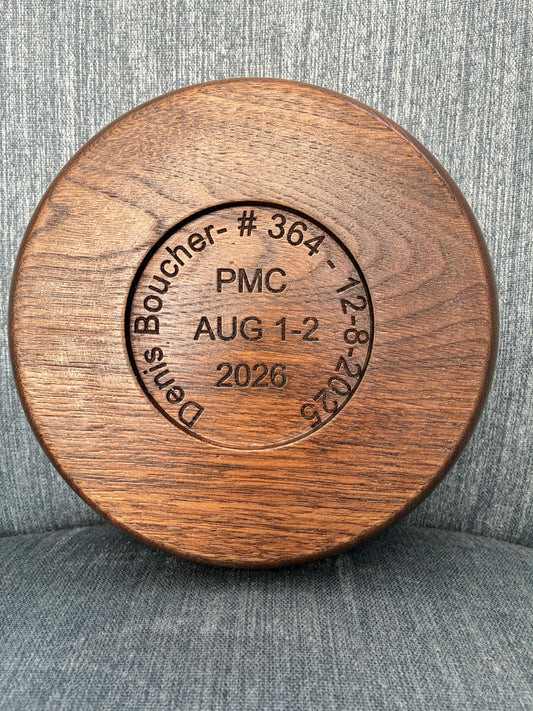 Denis Boucher- # 364 - 12-8-2025
PMC
AUG 1-2
2026